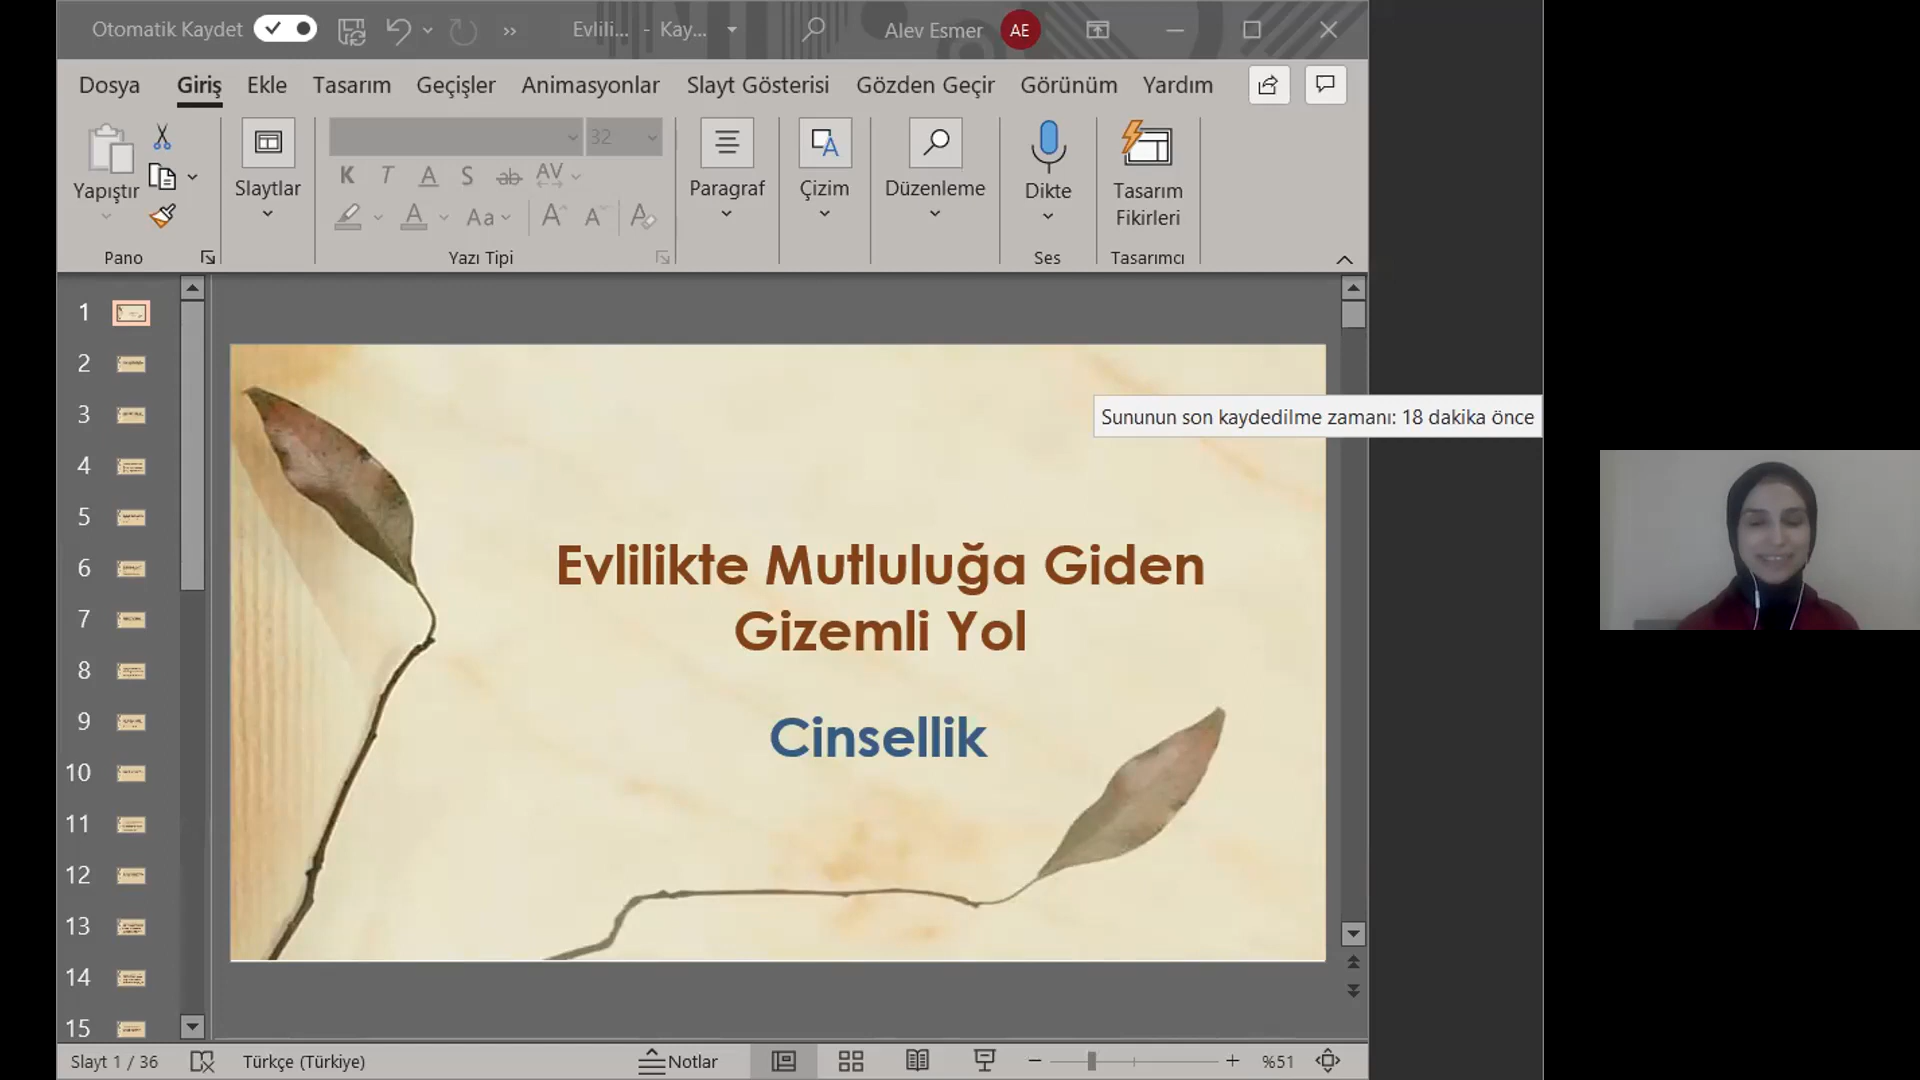 Otomatik Kaydet
Evlili... - Kay...
Alev Esmer
AE
Dosya
Giriş
Ekle
Tasarım
Geçişler
Animasyonlar
Slayt Gösterisi
Gözden Geçir
Görünüm
Yardım
Yapıştır
Slaytlar
32
K T A S ab AV
A Aa A A A
Paragraf
Çizim
Düzenleme
Dikte
Tasarım
Fikirleri
Pano
Yazı Tipi
Ses
Tasarımcı
1
2
3
4
5
6
7
8
9
10
11
12
13
14
15
Sununun son kaydedilme zamanı: 18 dakika önce
Evlilikte Mutluluğa Giden
Gizemli Yol
Cinsellik
Slayt 1 / 36
Türkçe (Türkiye)
Notlar
%51